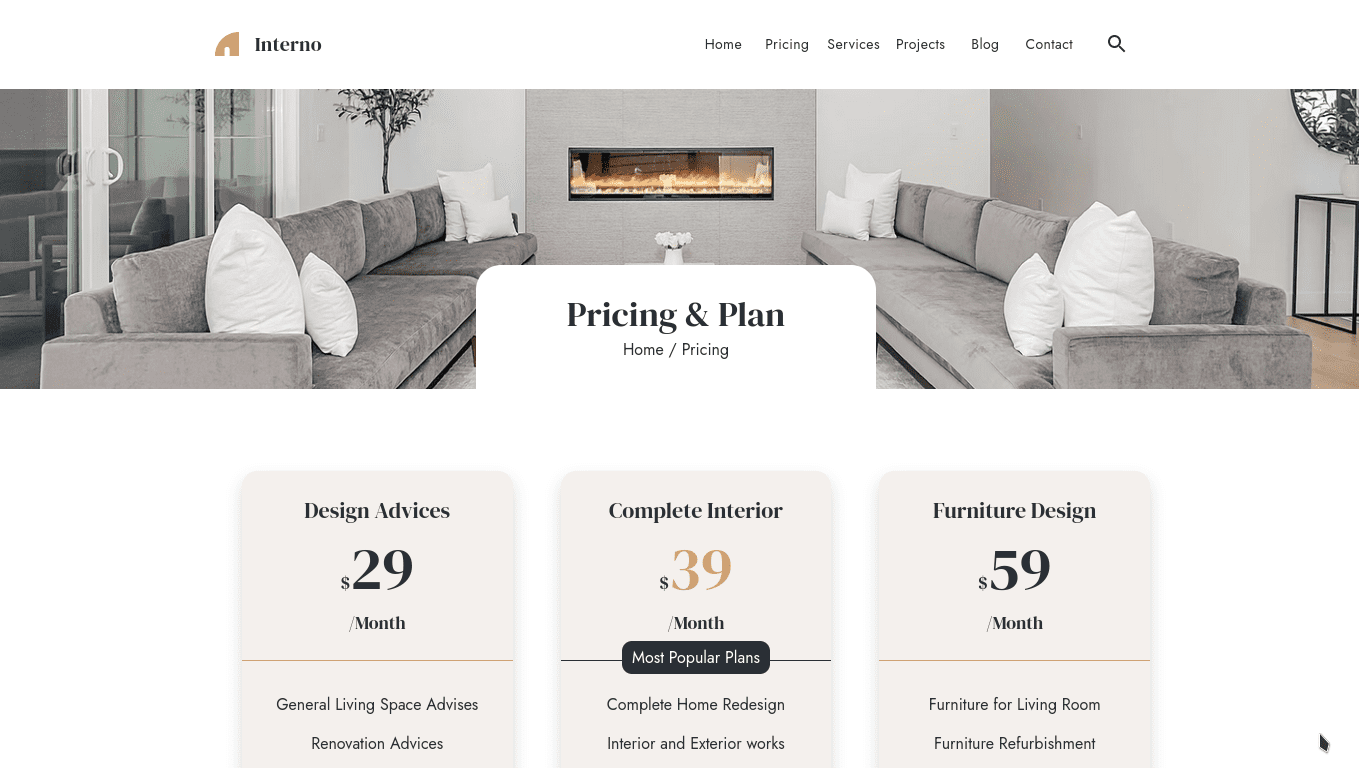 Interno
Home Pricing Services Projects Blog Contact
Pricing & Plan
Home / Pricing
Design Advices
$29
/Month
General Living Space Advises
Renovation Advices
Complete Interior
$39
/Month
Most Popular Plans
Complete Home Redesign
Interior and Exterior works
Furniture Design
$59
/Month
Furniture for Living Room
Furniture Refurbishment